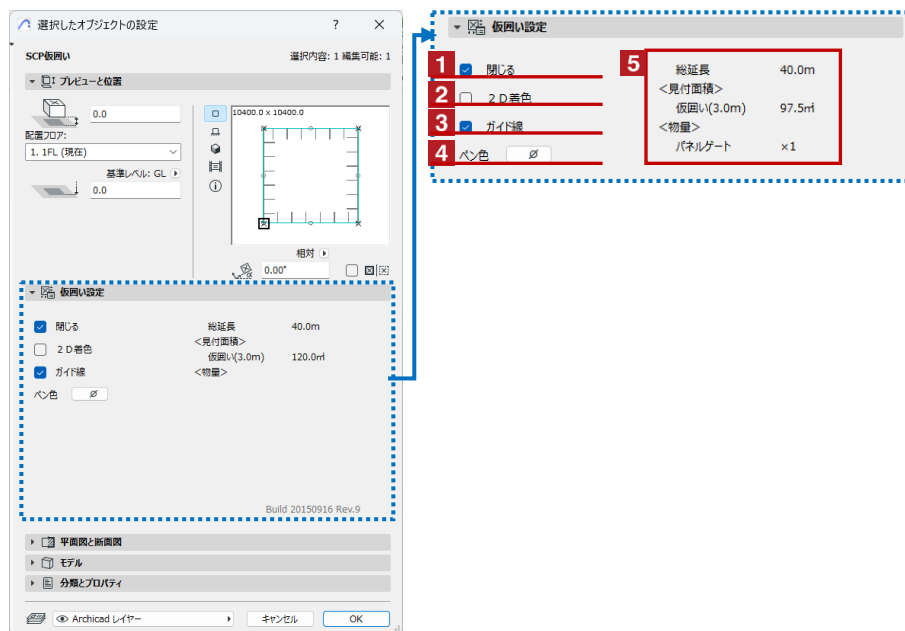 選択したオブジェクトの設定 ? ×
SCP仮囲い 選択内容: 1 編集可能: 1
プレビューと位置
0.0
配置フロア:
1. 1FL (現在)
基準レベル: GL
0.0
10400.0 x 10400.0
相対
0.00°
仮囲い設定
閉じる
２Ｄ着色
ガイド線
ペン色
総延長 40.0m
<見付面積>
仮囲い(3.0m) 120.0㎡
<物量>
Build 20150916 Rev.9
平面図と断面図
モデル
分類とプロパティ
Archicad レイヤー
キャンセル
OK
仮囲い設定
1 閉じる
2 ２Ｄ着色
3 ガイド線
4 ペン色
5
総延長 40.0m
<見付面積>
仮囲い(3.0m) 97.5㎡
<物量>
パネルゲート ×1